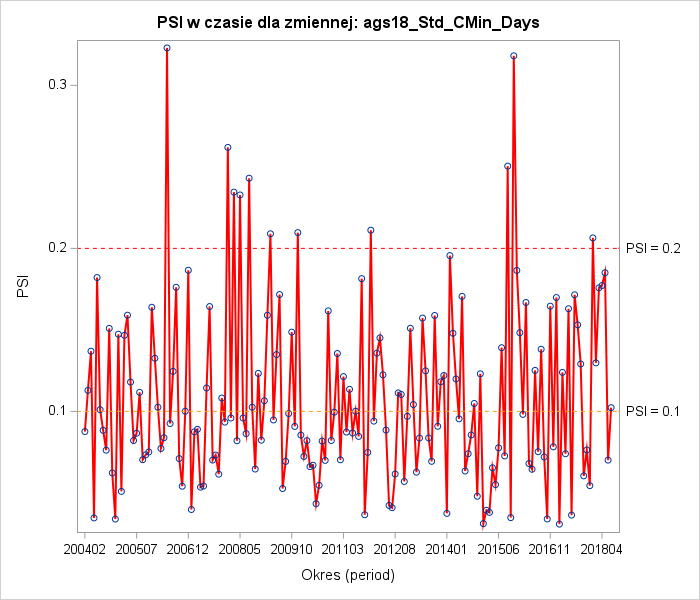 PSI w czasie dla zmiennej: ags18_Std_CMin_Days
0.3
0.2
0.1
PSI
PSI = 0.2
PSI = 0.1
200402 200507 200612 200805 200910 201103 201208 201401 201506 201611 201804
Okres (period)